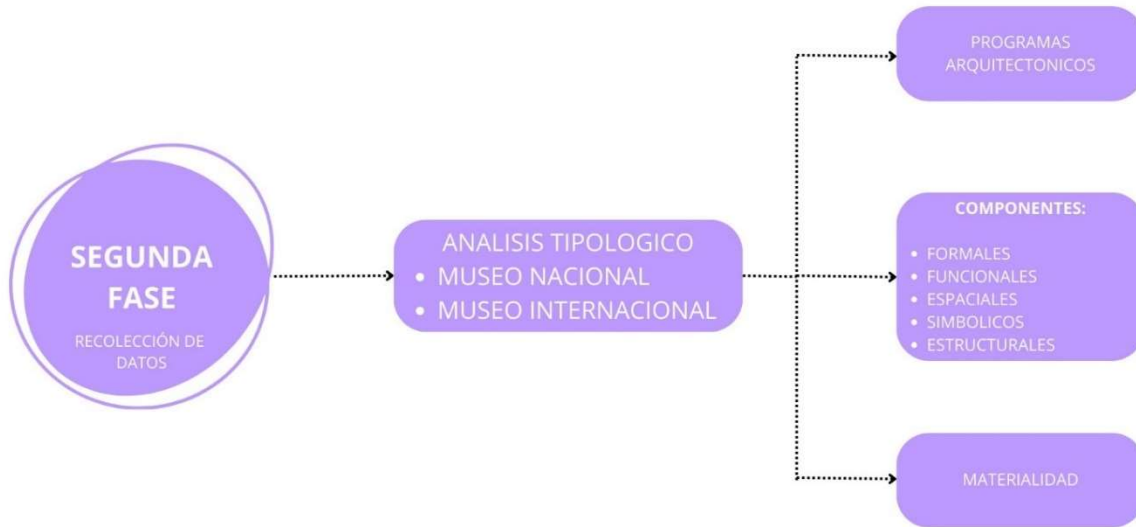 SEGUNDA
FASE
RECOLECCIÓN DE
DATOS
ANALISIS TIPOLOGICO
• MUSEO NACIONAL
• MUSEO INTERNACIONAL
PROGRAMAS
ARQUITECTONICOS
COMPONENTES:
• FORMALES
• FUNCIONALES
• ESPACIALES
• SIMBOLICOS
• ESTRUCTURALES
MATERIALIDAD